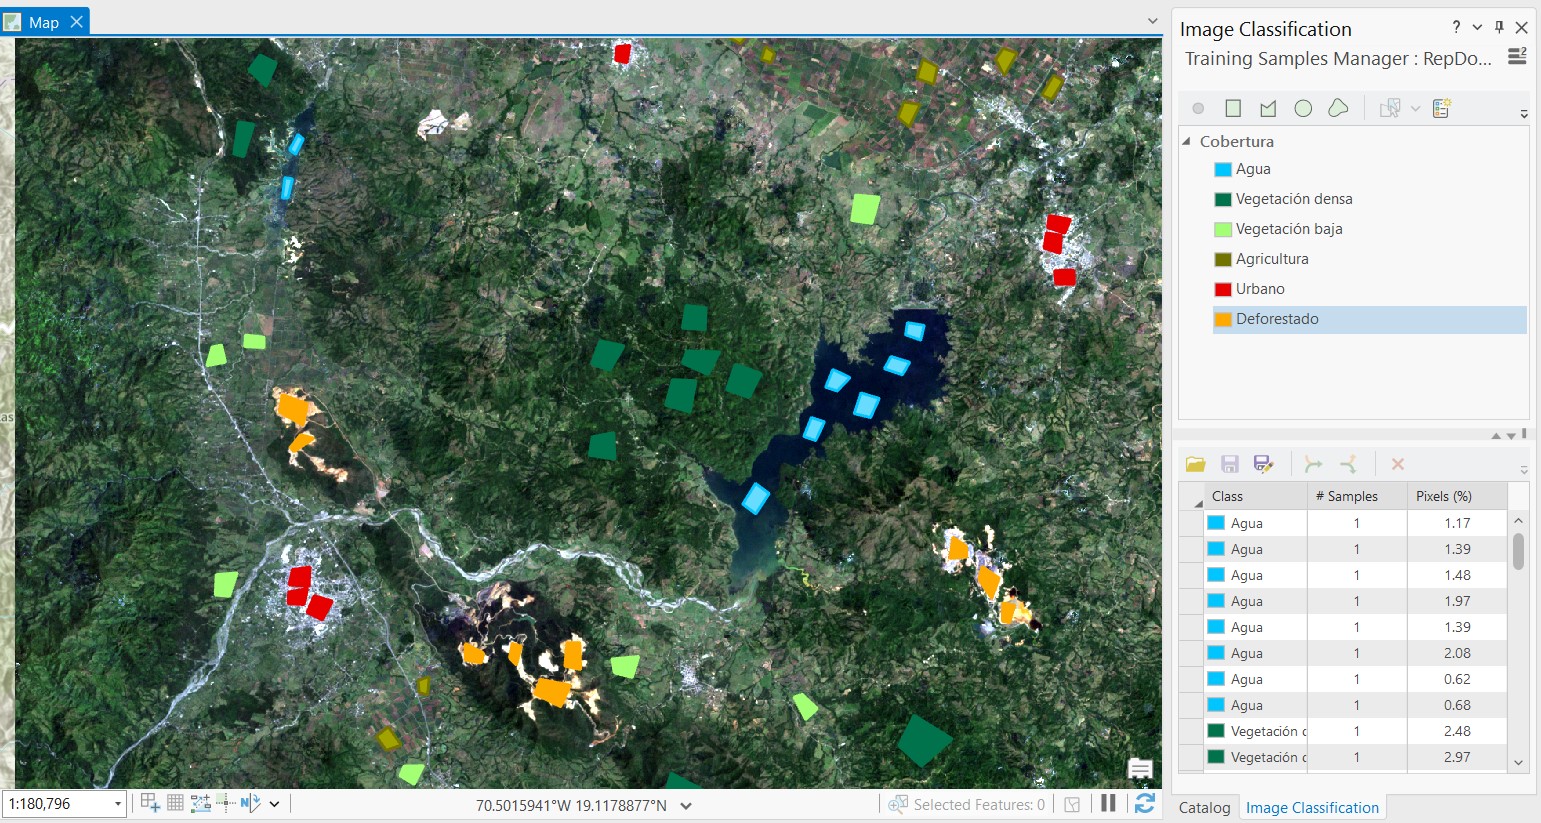 Map
Image Classification
Training Samples Manager : RepDo...
Cobertura
Agua
Vegetación densa
Vegetación baja
Agricultura
Urbano
Deforestado
Class # Samples Pixels (%)
Agua 1 1.17
Agua 1 1.39
Agua 1 1.48
Agua 1 1.97
Agua 1 1.39
Agua 1 2.08
Agua 1 0.62
Agua 1 0.68
Vegetación 1 2.48
Vegetación 1 2.97
as
1:180,796
70.5015941°W 19.1178877°N
Selected Features: 0
Catalog
Image Classification